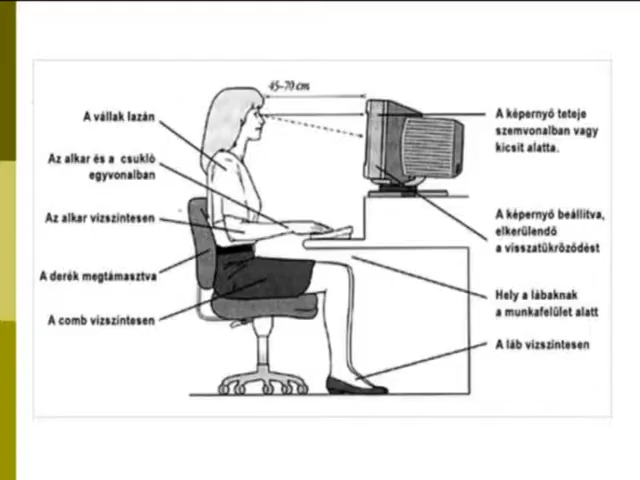 45-70 cm
A vállak lazán
Az alkar és a csukló
egyvonalban
Az alkar vízszintesen
A derék megtámasztva
A comb vízszintesen
A képernyő teteje
szemvonalban vagy
kicsit alatta.
A képernyő beállítva,
elkerülendő
a visszatükröződést
Hely a lábaknak
a munkafelület alatt
A láb vízszintesen